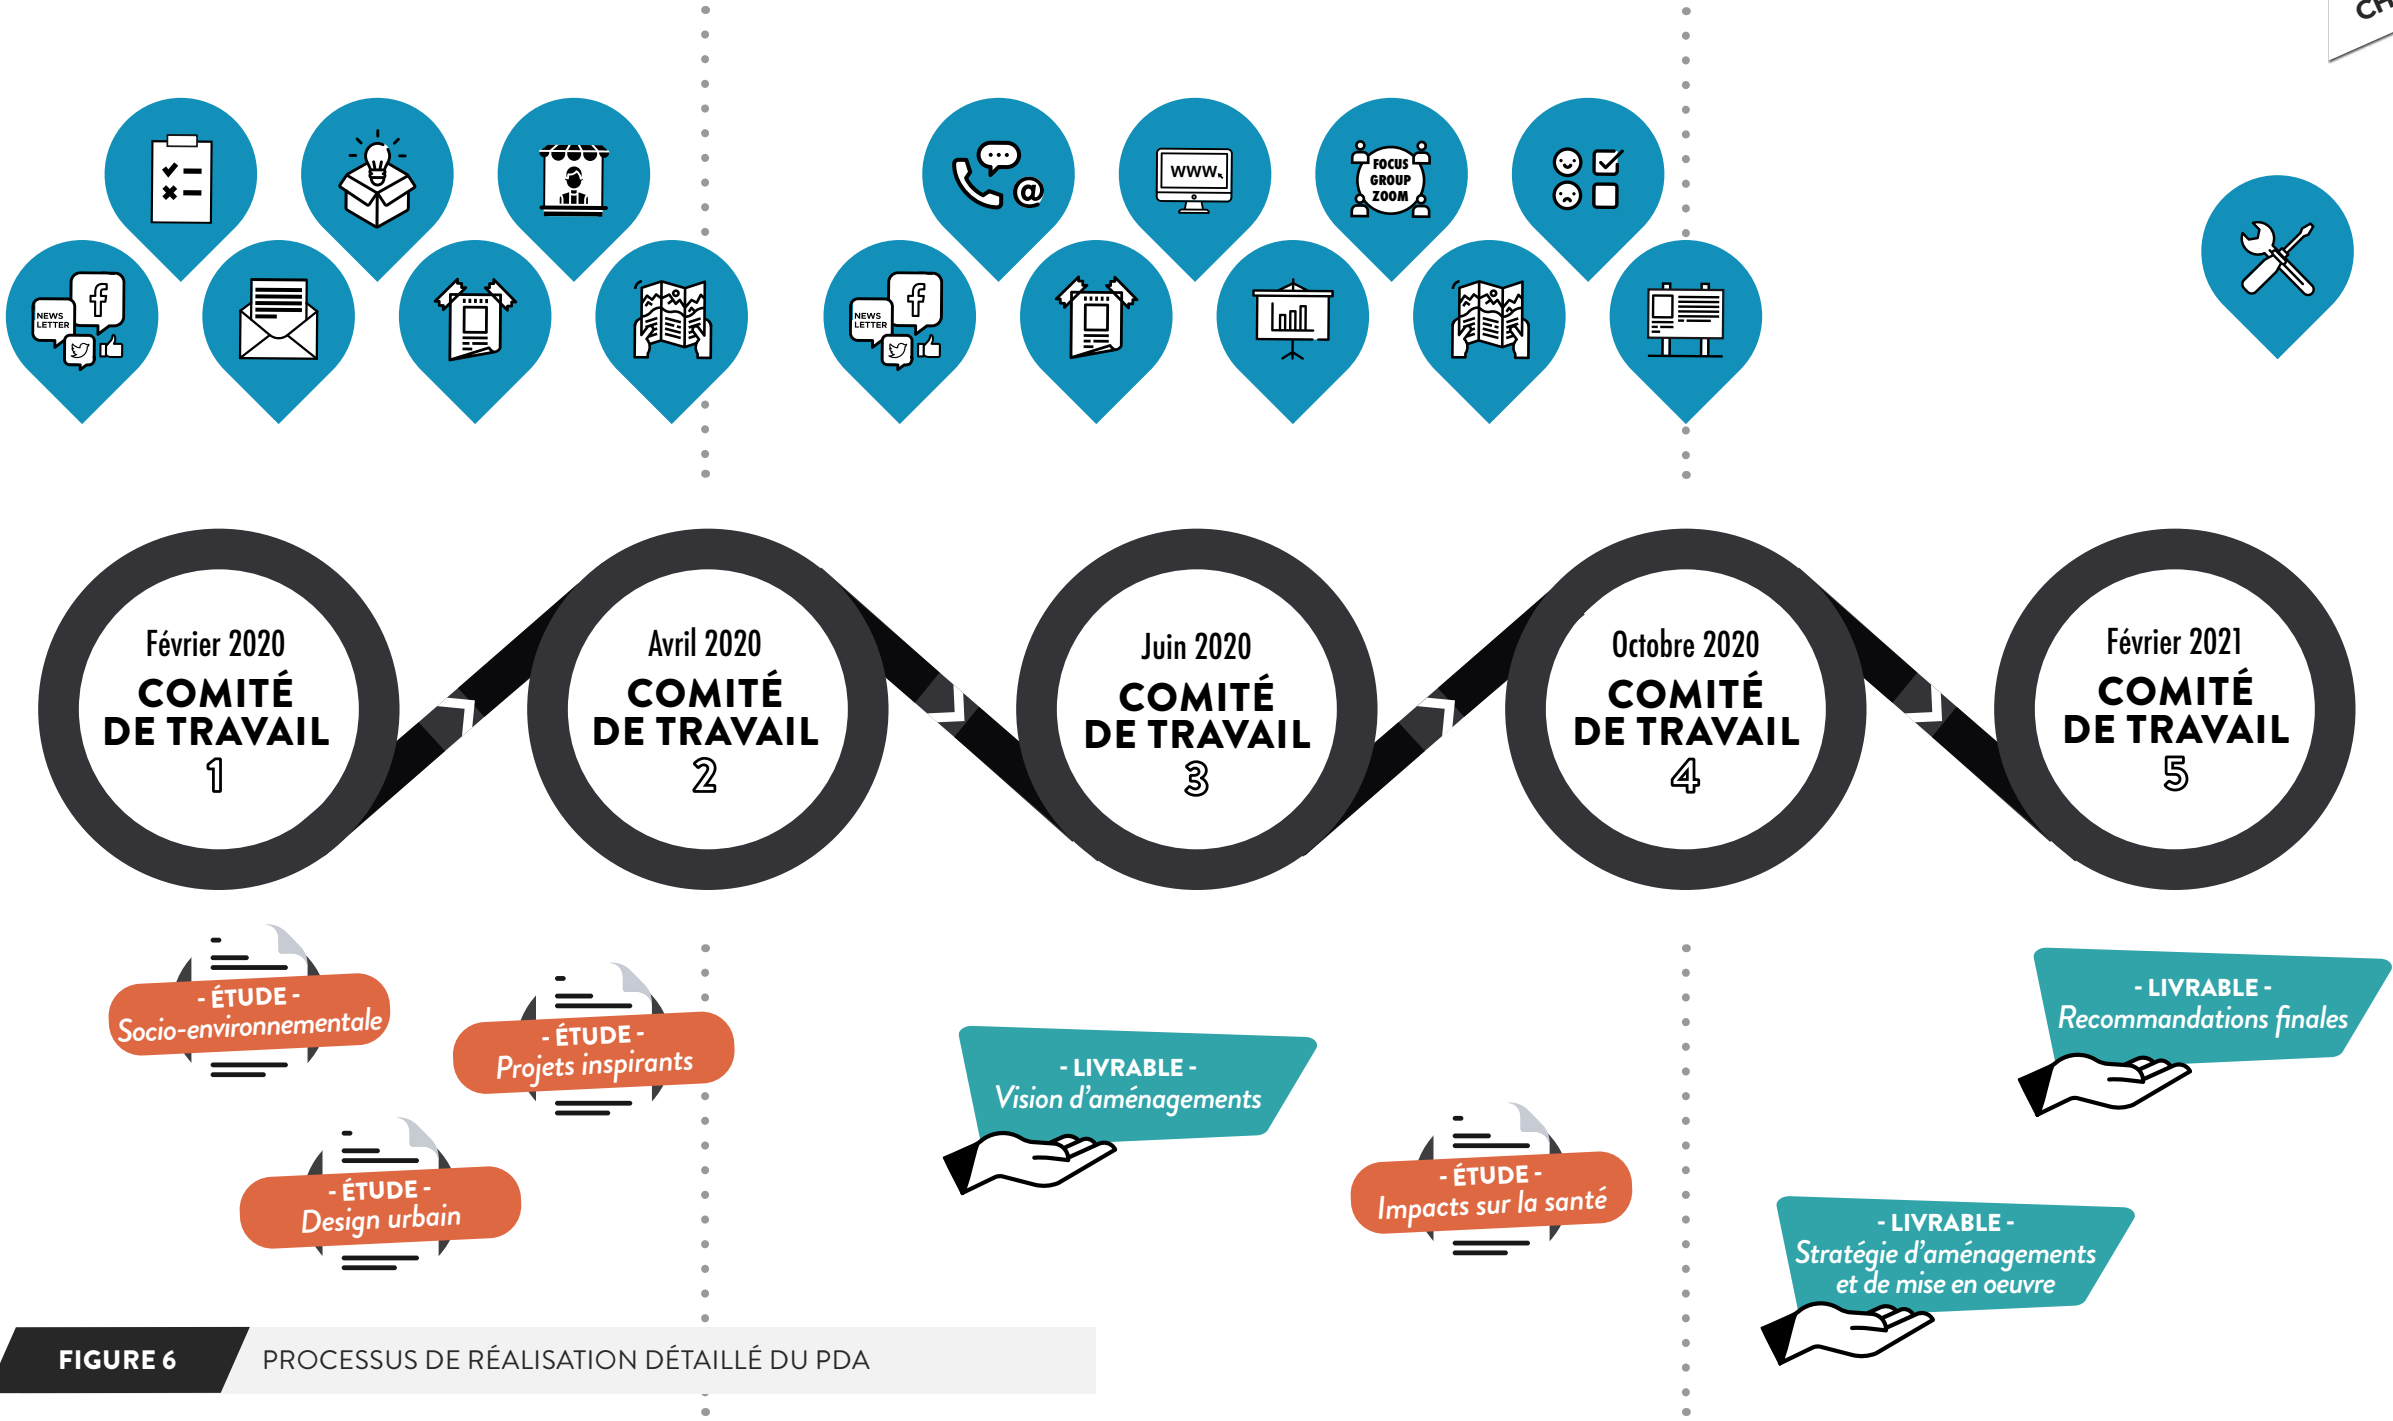 WWW
FOCUS
GROUP
ZOOM
@
NEWS
LETTER
f
NEWS
LETTER
f
Février 2020
COMITÉ
DE TRAVAIL
1
Avril 2020
COMITÉ
DE TRAVAIL
2
Juin 2020
COMITÉ
DE TRAVAIL
3
Octobre 2020
COMITÉ
DE TRAVAIL
4
Février 2021
COMITÉ
DE TRAVAIL
5
- ÉTUDE -
Socio-environnementale
- ÉTUDE -
Projets inspirants
- ÉTUDE -
Design urbain
- LIVRABLE -
Vision d'aménagements
- ÉTUDE -
Impacts sur la santé
- LIVRABLE -
Recommandations finales
- LIVRABLE -
Stratégie d'aménagements
et de mise en oeuvre
FIGURE 6
PROCESSUS DE RÉALISATION DÉTAILLÉ DU PDA